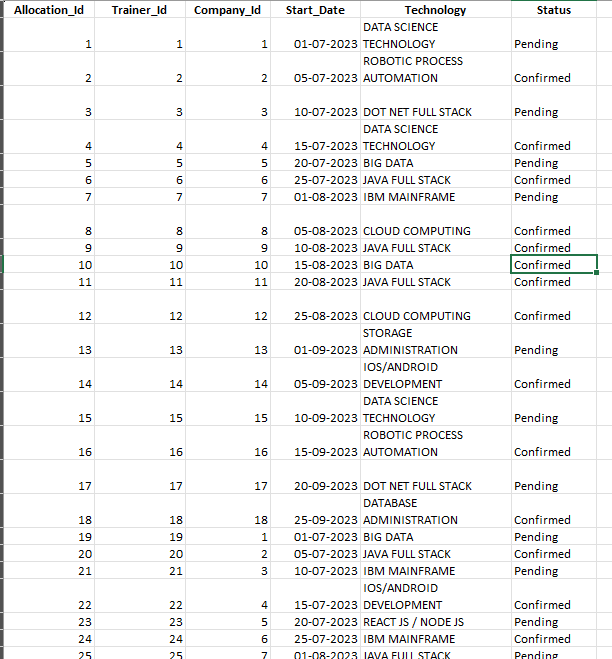 Allocation_Id Trainer_Id Company_Id Start_Date Technology Status
DATA SCIENCE
1 1 1 01-07-2023 TECHNOLOGY Pending
ROBOTIC PROCESS
2 2 2 05-07-2023 AUTOMATION Confirmed
3 3 3 10-07-2023 DOT NET FULL STACK Pending
DATA SCIENCE
4 4 4 15-07-2023 TECHNOLOGY Confirmed
5 5 5 20-07-2023 BIG DATA Pending
6 6 6 25-07-2023 JAVA FULL STACK Confirmed
7 7 7 01-08-2023 IBM MAINFRAME Pending
8 8 8 05-08-2023 CLOUD COMPUTING Confirmed
9 9 9 10-08-2023 JAVA FULL STACK Confirmed
10 10 10 15-08-2023 BIG DATA Confirmed
11 11 11 20-08-2023 JAVA FULL STACK Confirmed
12 12 12 25-08-2023 CLOUD COMPUTING Confirmed
STORAGE
13 13 13 01-09-2023 ADMINISTRATION Pending
IOS/ANDROID
14 14 14 05-09-2023 DEVELOPMENT Confirmed
DATA SCIENCE
15 15 15 10-09-2023 TECHNOLOGY Pending
ROBOTIC PROCESS
16 16 16 15-09-2023 AUTOMATION Confirmed
17 17 17 20-09-2023 DOT NET FULL STACK Pending
DATABASE
18 18 18 25-09-2023 ADMINISTRATION Confirmed
19 19 1 01-07-2023 BIG DATA Pending
20 20 2 05-07-2023 JAVA FULL STACK Confirmed
21 21 3 10-07-2023 IBM MAINFRAME Pending
IOS/ANDROID
22 22 4 15-07-2023 DEVELOPMENT Confirmed
23 23 5 20-07-2023 REACT JS / NODE JS Pending
24 24 6 25-07-2023 IBM MAINFRAME Confirmed
25 25 7 01-08-2023 JAVA FULL STACK Pending